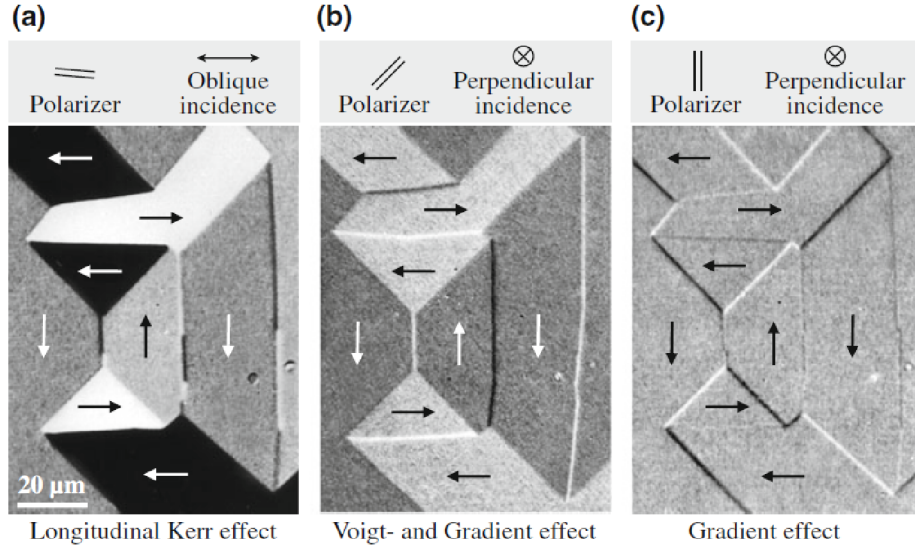 (a)
Polarizer
Oblique
incidence
20 µm
Longitudinal Kerr effect
(b)
Polarizer
Perpendicular
incidence
Voigt- and Gradient effect
(c)
Polarizer
Perpendicular
incidence
Gradient effect